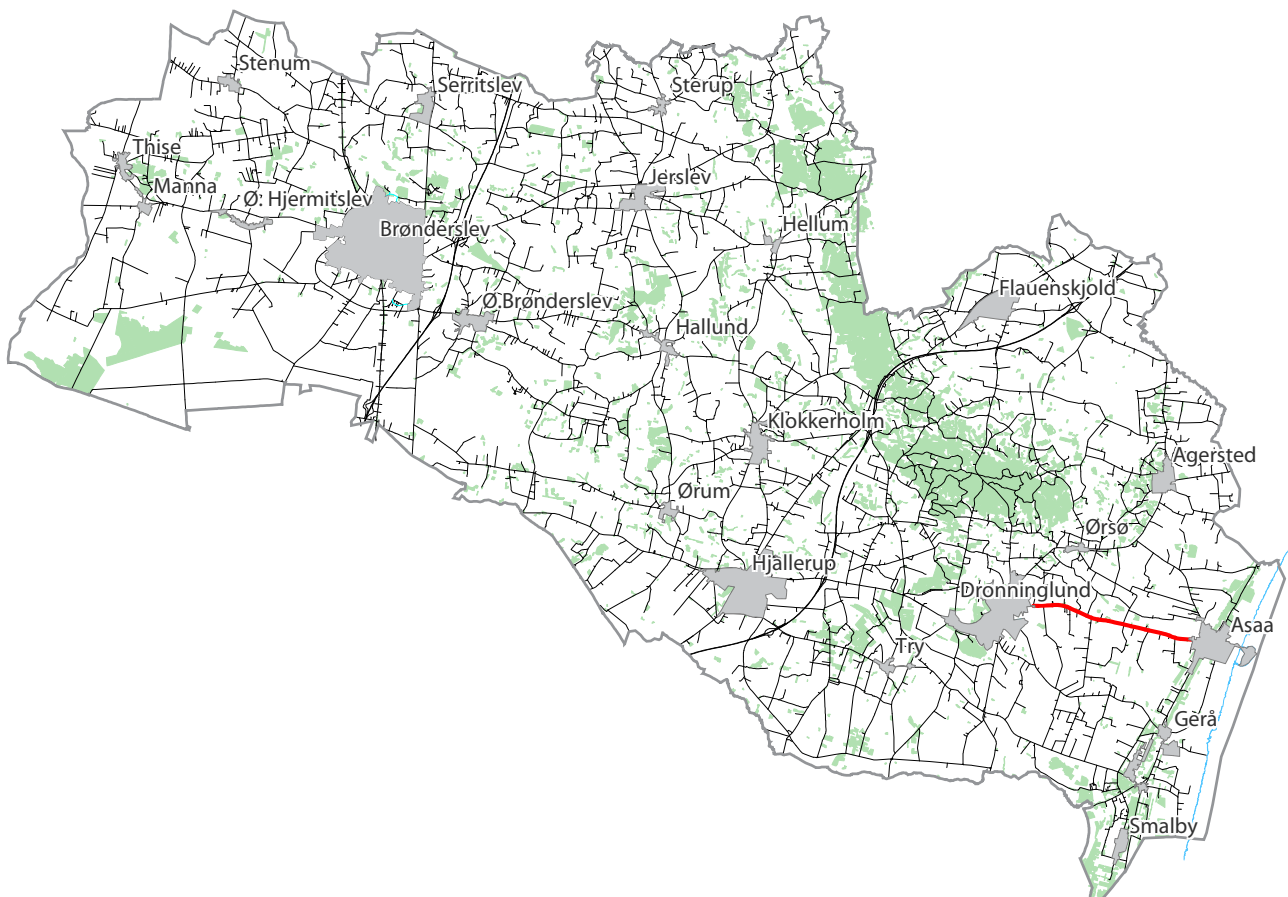 Stenum
Serritslev
Sterup
Thise
Manna
Jerslev
Ø. Hjermitslev
Brønderslev
Hellum
Flauenskjold
Ø.Brønderslev
Hallund
Klokkerholm
Agersted
Ørum
Ørsø
Hjallerup
Dronninglund
Asaa
Try
Gerå
Smalby